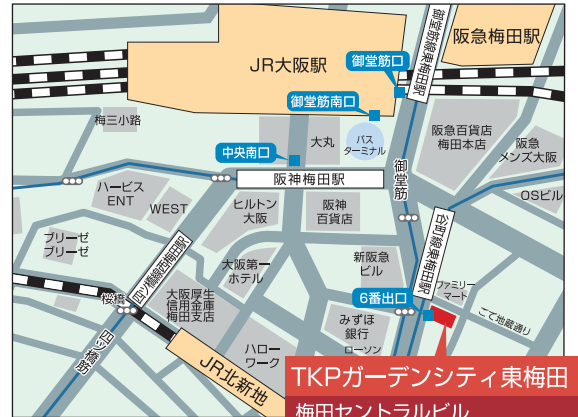 JR大阪駅
阪急梅田駅
御堂筋線東梅田駅
御堂筋口
御堂筋南口
梅三小路
大丸
バス
ターミナル
阪急百貨店
梅田本店
阪急
メンズ大阪
中央南口
阪神梅田駅
御堂筋
ハービス
ENT
WEST
ヒルトン
大阪
阪神
百貨店
OSビル
谷町線東梅田駅
ブリーゼ
ブリーゼ
四ツ橋線西梅田駅
大阪第一
ホテル
新阪急
ビル
ファミリー
マート
6番出口
桜橋
大阪厚生
信用金庫
梅田支店
みずほ
銀行
ローソン
こて地蔵通り
四ツ橋筋
JR北新地
ハロー
ワーク
TKPガーデンシティ東梅田
梅田セントラルビル